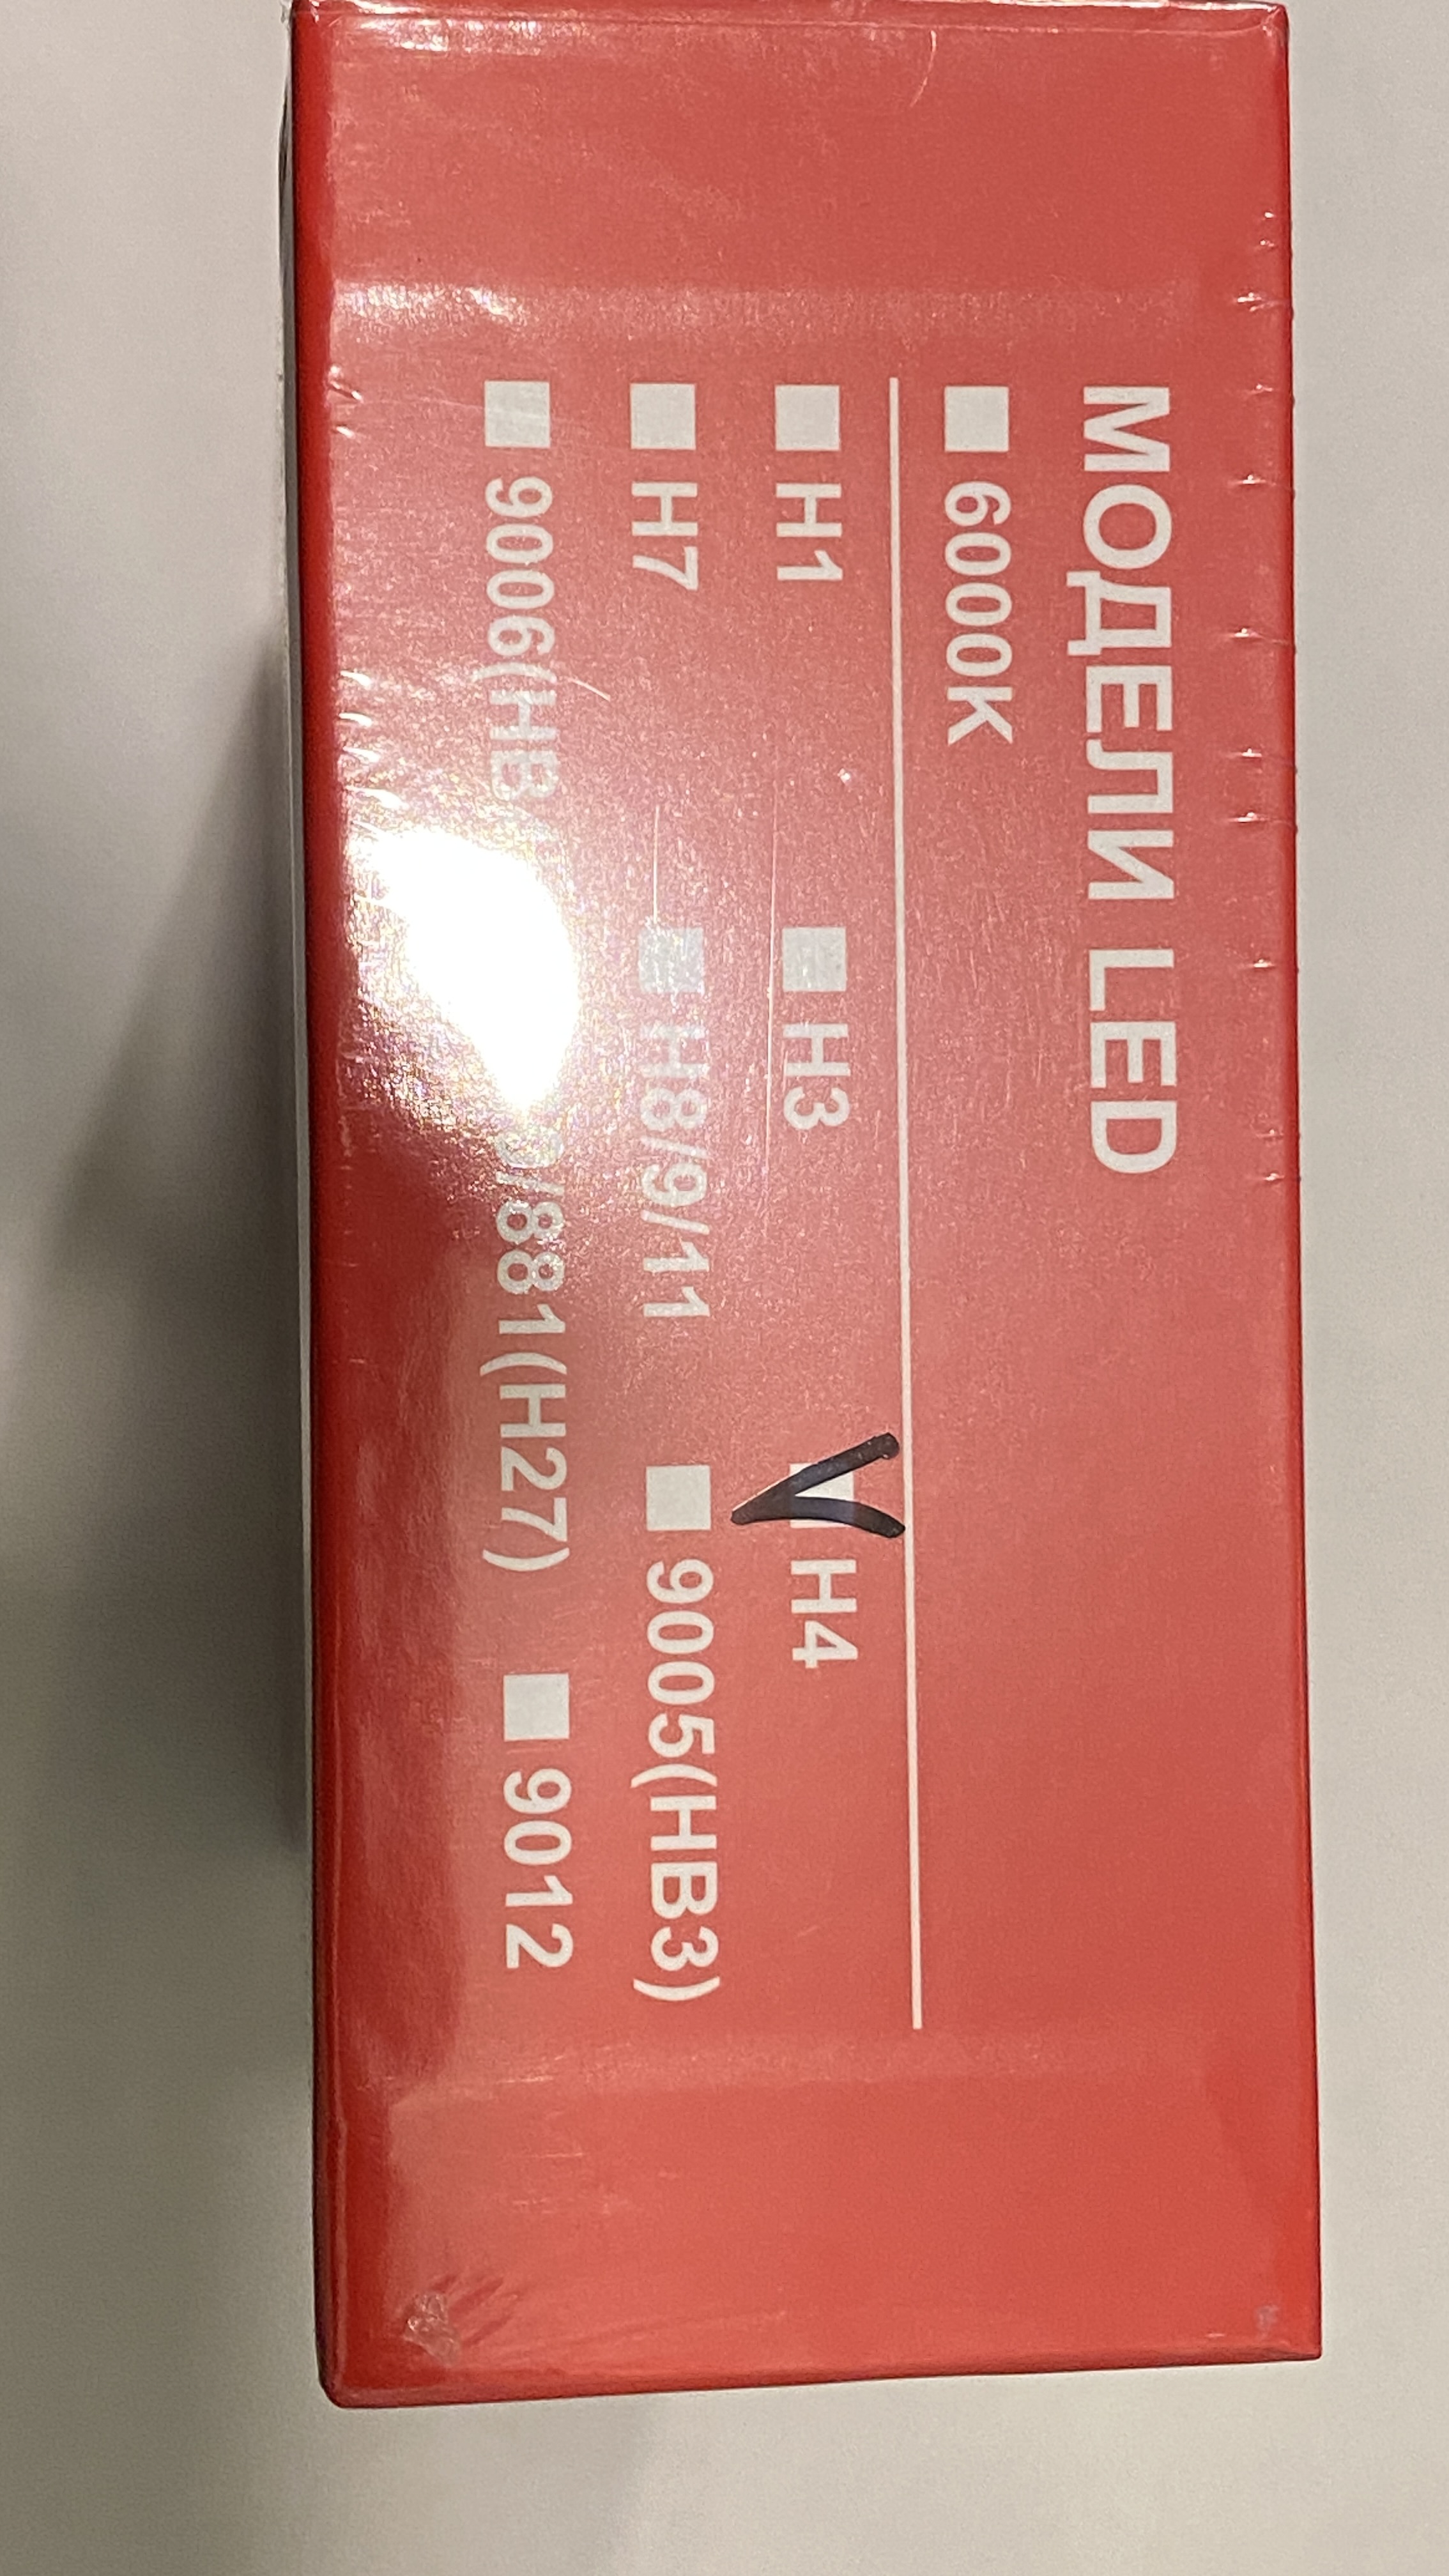 МОДЕЛИ LED
6000K
H1 H3 H4
H7 H8/9/11 9005(HB3)
/881(H27) 9012